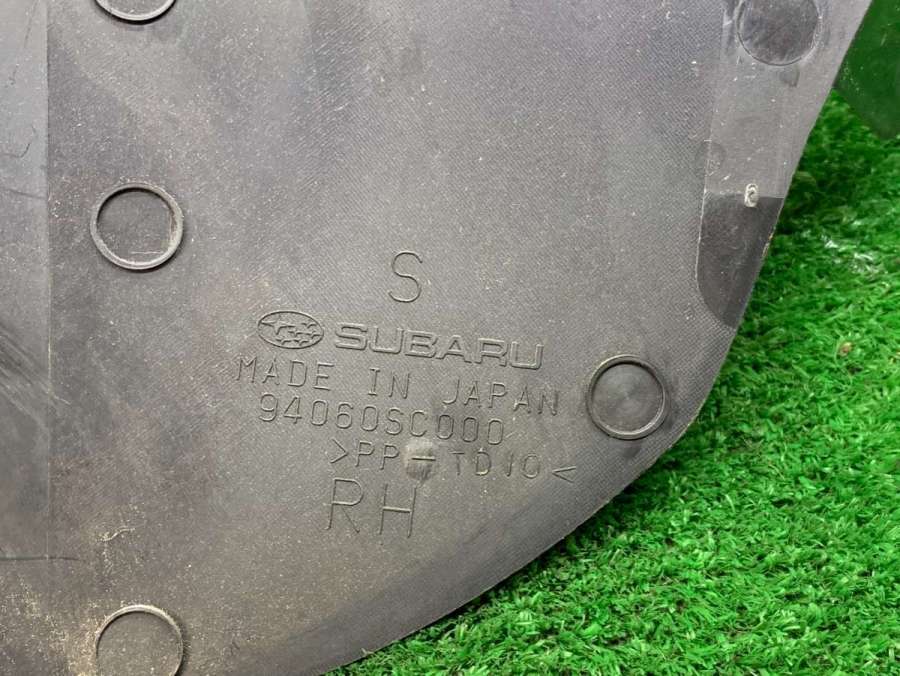 S
SUBARU
MADE IN JAPAN
94060SC000
>PP-TD10<
RH